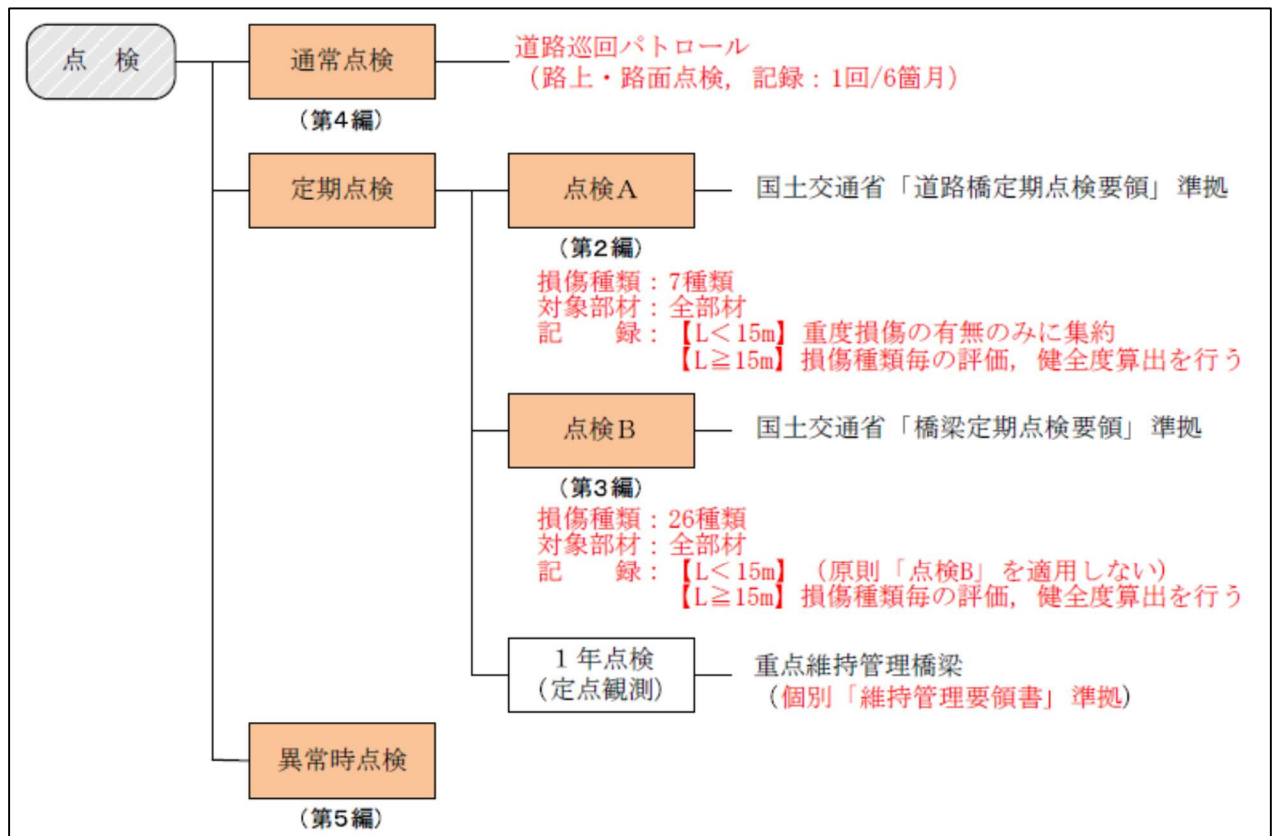 点　検
通常点検
道路巡回パトロール
（路上・路面点検，記録：1回/6箇月）
（第４編）
定期点検
点検Ａ
国土交通省「道路橋定期点検要領」準拠
（第２編）
損傷種類：7種類
対象部材：全部材
記　　録：【L＜15m】重度損傷の有無のみに集約
【L≧15m】損傷種類毎の評価，健全度算出を行う
点検Ｂ
国土交通省「橋梁定期点検要領」準拠
（第３編）
損傷種類：26種類
対象部材：全部材
記　　録：【L＜15m】（原則「点検B」を適用しない）
【L≧15m】損傷種類毎の評価，健全度算出を行う
１年点検
（定点観測）
重点維持管理橋梁
（個別「維持管理要領書」準拠）
異常時点検
（第５編）